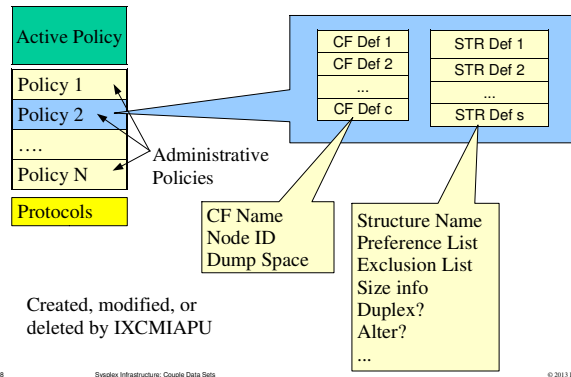 Active Policy
Policy 1
Policy 2
....
Policy N
Protocols
Administrative
Policies
CF Def 1
CF Def 2
...
CF Def c
STR Def 1
STR Def 2
...
STR Def s
CF Name
Node ID
Dump Space
Structure Name
Preference List
Exclusion List
Size info
Duplex?
Alter?
...
Created, modified, or
deleted by IXCMIAPU
8
Sysplex Infrastructure: Couple Data Sets
© 2013